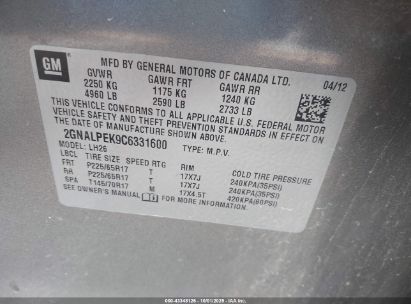 GM
MFD BY GENERAL MOTORS OF CANADA LTD.
04/12
GVWR GAWR FRT GAWR RR
2250 KG 1175 KG 1240 KG
4960 LB 2590 LB 2733 LB
THIS VEHICLE CONFORMS TO ALL APPLICABLE U.S. FEDERAL MOTOR
VEHICLE SAFETY STANDARDS IN EFFECT ON THE
DATE OF MANUFACTURE SHOWN ABOVE.
2GNALPEK9C6331600 TYPE: M.P.V.
MODEL: LH26
LBCL TIRE SIZE SPEED RTG RIM COLD TIRE PRESSURE
FRT P225/65R17 T 17X7J 240KPA(35PSI)
RR P225/65R17 T 17X7J 240KPA(35PSI)
SPA T145/70R17 M 17X4.5T 420KPA(60PSI)
SEE OWNER'S MANUAL FOR MORE INFORMATION.